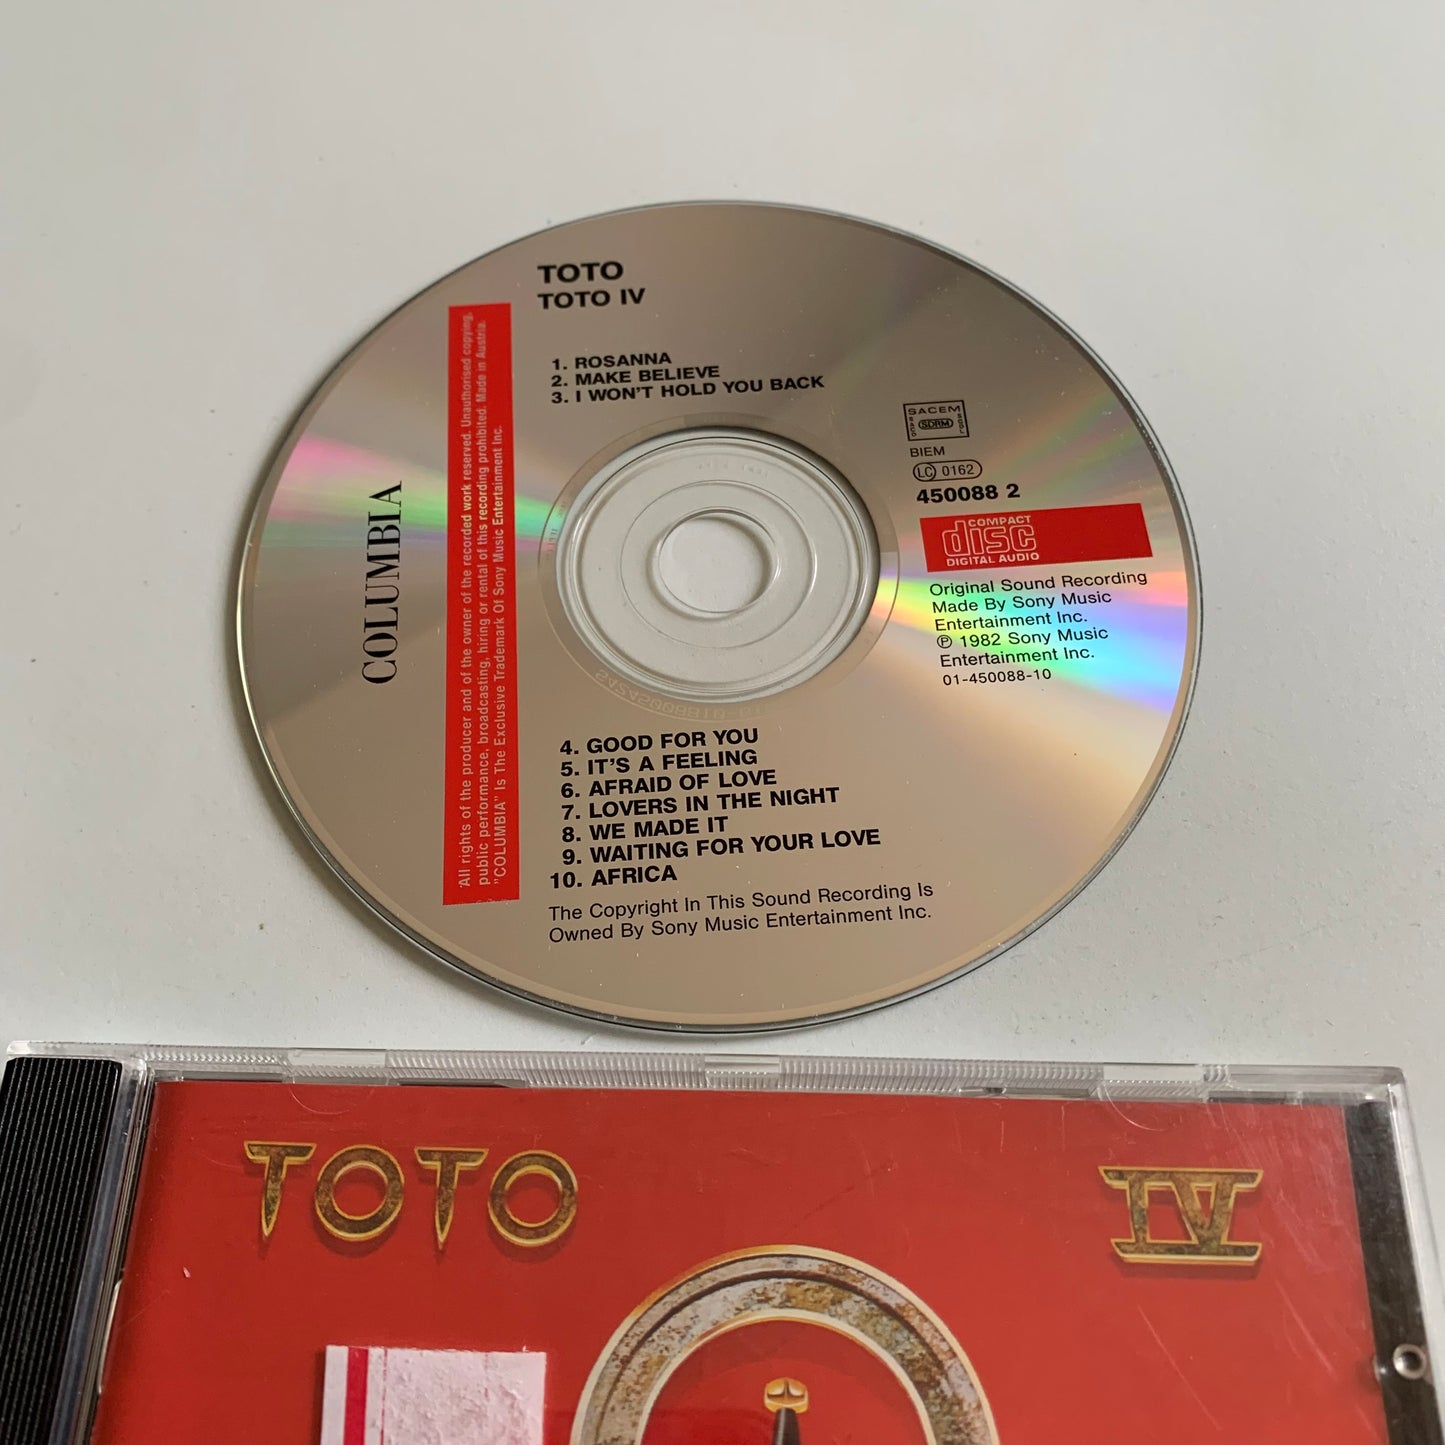 TOTO
TOTO IV
1. ROSANNA
2. MAKE BELIEVE
3. I WON'T HOLD YOU BACK
COLUMBIA
All rights of the producer and of the owner of the recorded work reserved. Unauthorised copying,
public performance, broadcasting, hiring or rental of this recording prohibited. Made in Austria.
"COLUMBIA" Is The Exclusive Trademark Of Sony Music Entertainment Inc.
SACEM
SDRM
BIEM
LC 0162
450088 2
COMPACT
disc
DIGITAL AUDIO
Original Sound Recording
Made By Sony Music
Entertainment Inc.
℗ 1982 Sony Music
Entertainment Inc.
01-450088-10
4. GOOD FOR YOU
5. IT'S A FEELING
6. AFRAID OF LOVE
7. LOVERS IN THE NIGHT
8. WE MADE IT
9. WAITING FOR YOUR LOVE
10. AFRICA
The Copyright In This Sound Recording Is
Owned By Sony Music Entertainment Inc.
TOTO IV